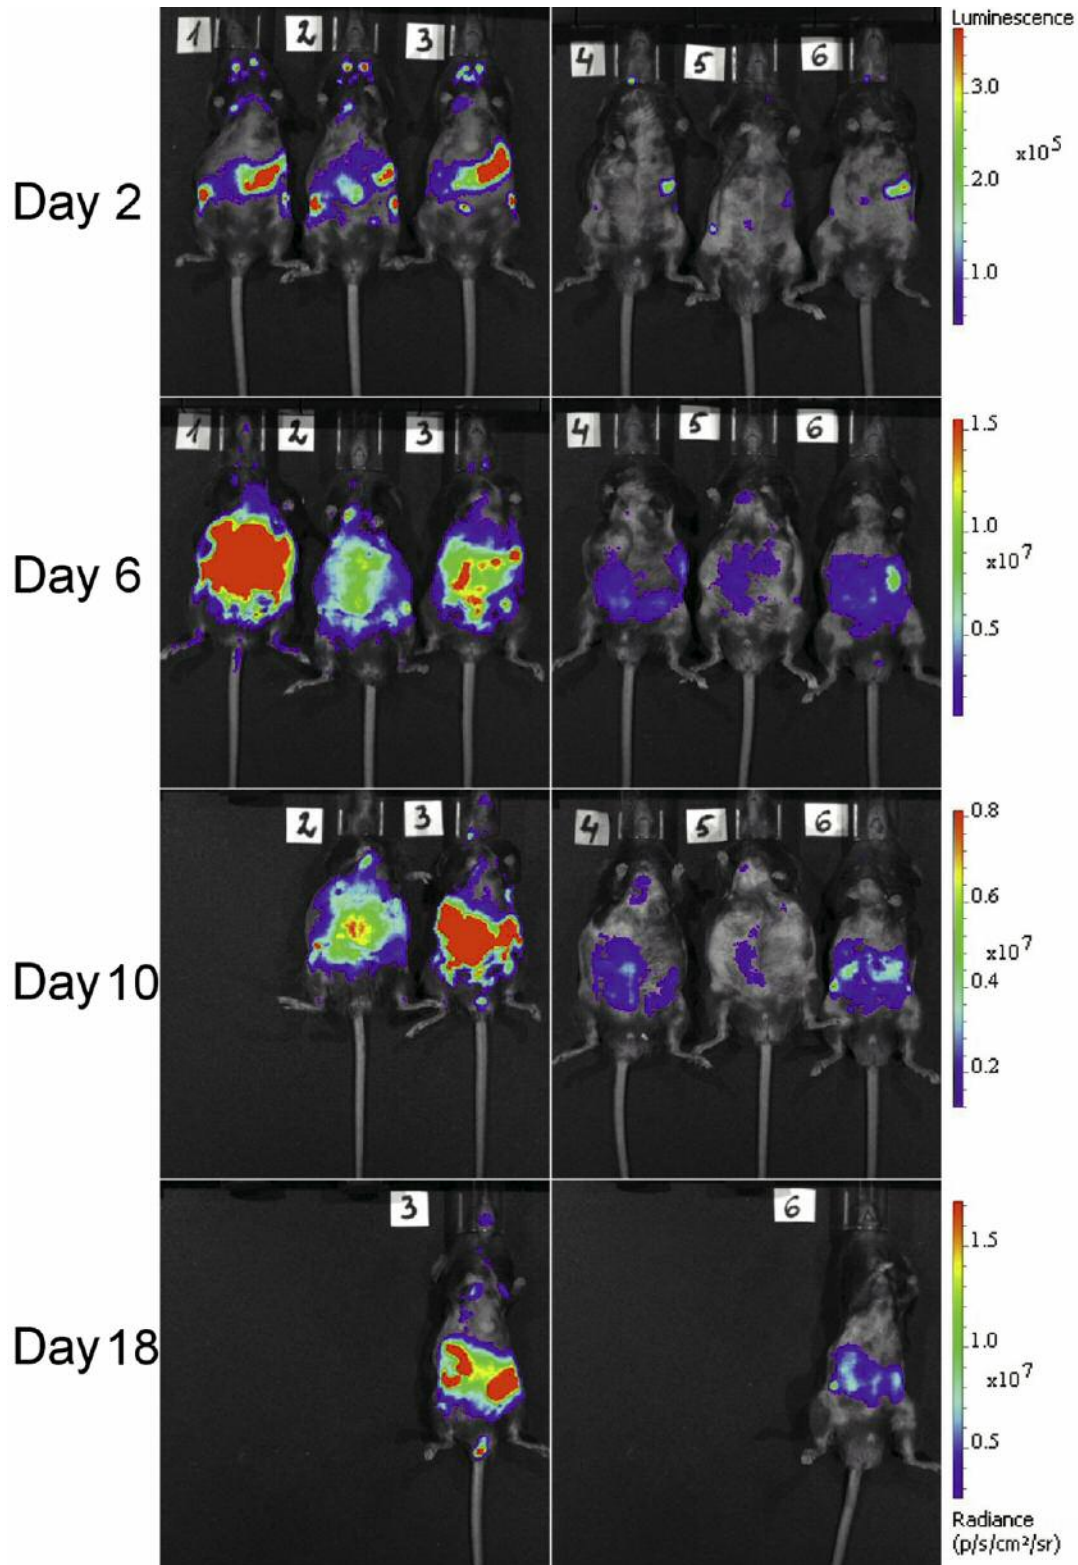 Luminescence
1 2 3 4 5 6
Day 2
3.0
x10⁵
2.0
1.0
1 2 3 4 5 6
Day 6
1.5
1.0
x10⁷
0.5
2 3 4 5 6
Day 10
0.8
0.6
x10⁷
0.4
0.2
3 6
Day 18
1.5
1.0
x10⁷
0.5
Radiance
(p/s/cm²/sr)